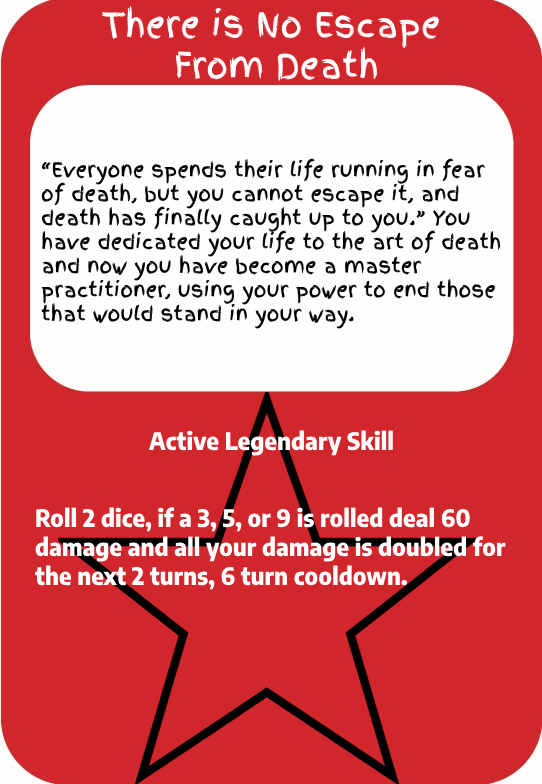 There is No Escape
From Death
“Everyone spends their life running in fear
of death, but you cannot escape it, and
death has finally caught up to you.” You
have dedicated your life to the art of death
and now you have become a master
practitioner, using your power to end those
that would stand in your way.
Active Legendary Skill
Roll 2 dice, if a 3, 5, or 9 is rolled deal 60
damage and all your damage is doubled for
the next 2 turns, 6 turn cooldown.